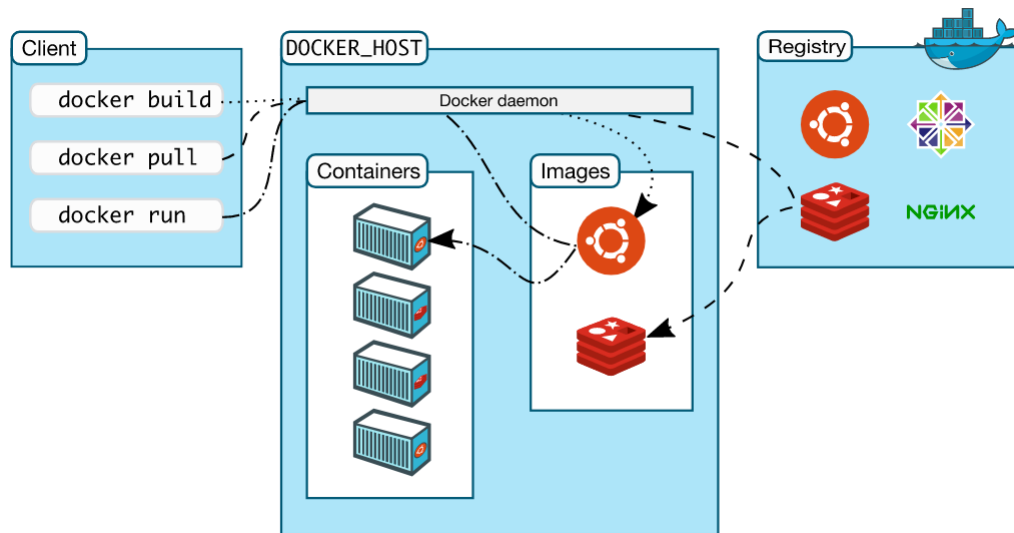 Client
docker build
docker pull
docker run
DOCKER_HOST
Docker daemon
Containers
Images
Registry
NGINX